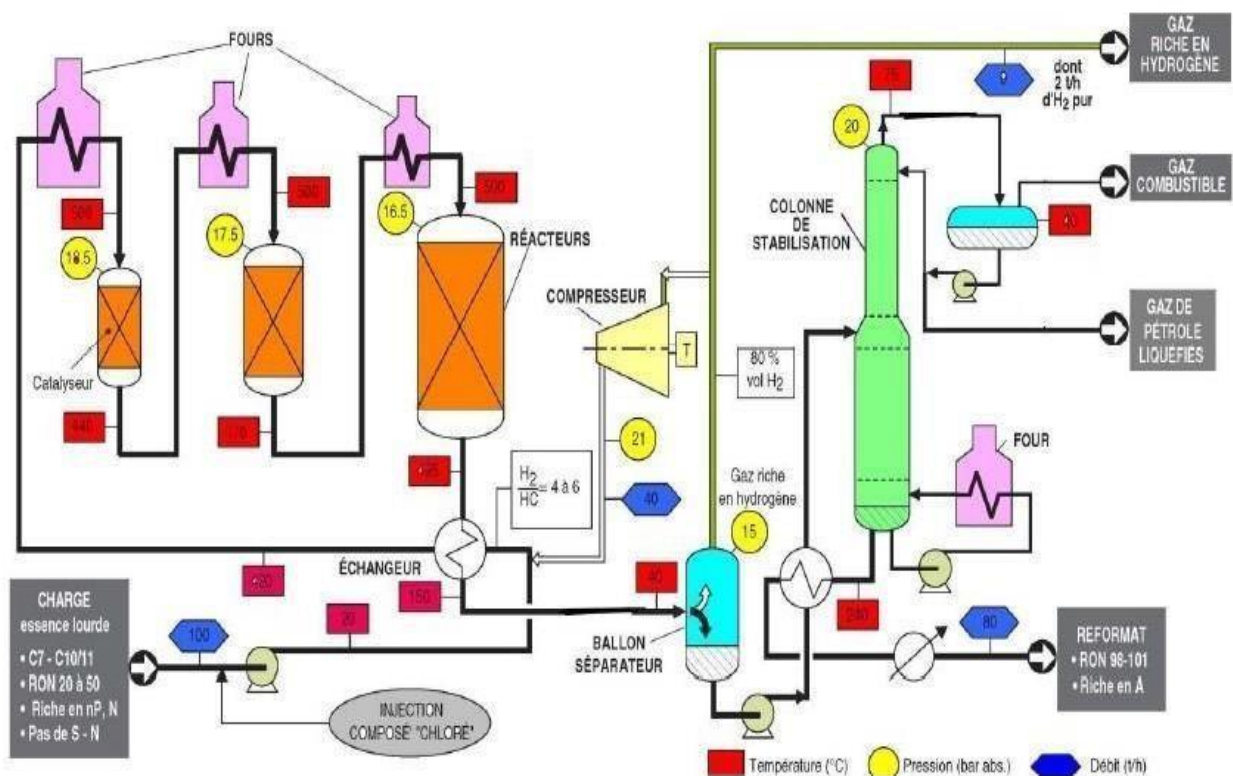 FOURS
500
500
500
18.5
17.5
16.5
RÉACTEURS
Catalyseur
440
H2
HC = 4 à 6
ÉCHANGEUR
150
20
CHARGE
essence lourde
• C7 - C10/11
• RON 20 à 50
• Riche en nP, N
• Pas de S - N
100
INJECTION
COMPOSÉ "CHLORÉ"
COMPRESSEUR
T
21
40
80 %
vol H2
Gaz riche
en hydrogène
15
40
BALLON
SÉPARATEUR
COLONNE
DE
STABILISATION
20
75
9
dont
2 t/h
d'H2 pur
GAZ
RICHE EN
HYDROGÈNE
GAZ
COMBUSTIBLE
GAZ DE
PÉTROLE
LIQUEFIÉS
FOUR
240
80
REFORMAT
• RON 98-101
• Riche en A
Température (°C)
Pression (bar abs.)
Débit (t/h)